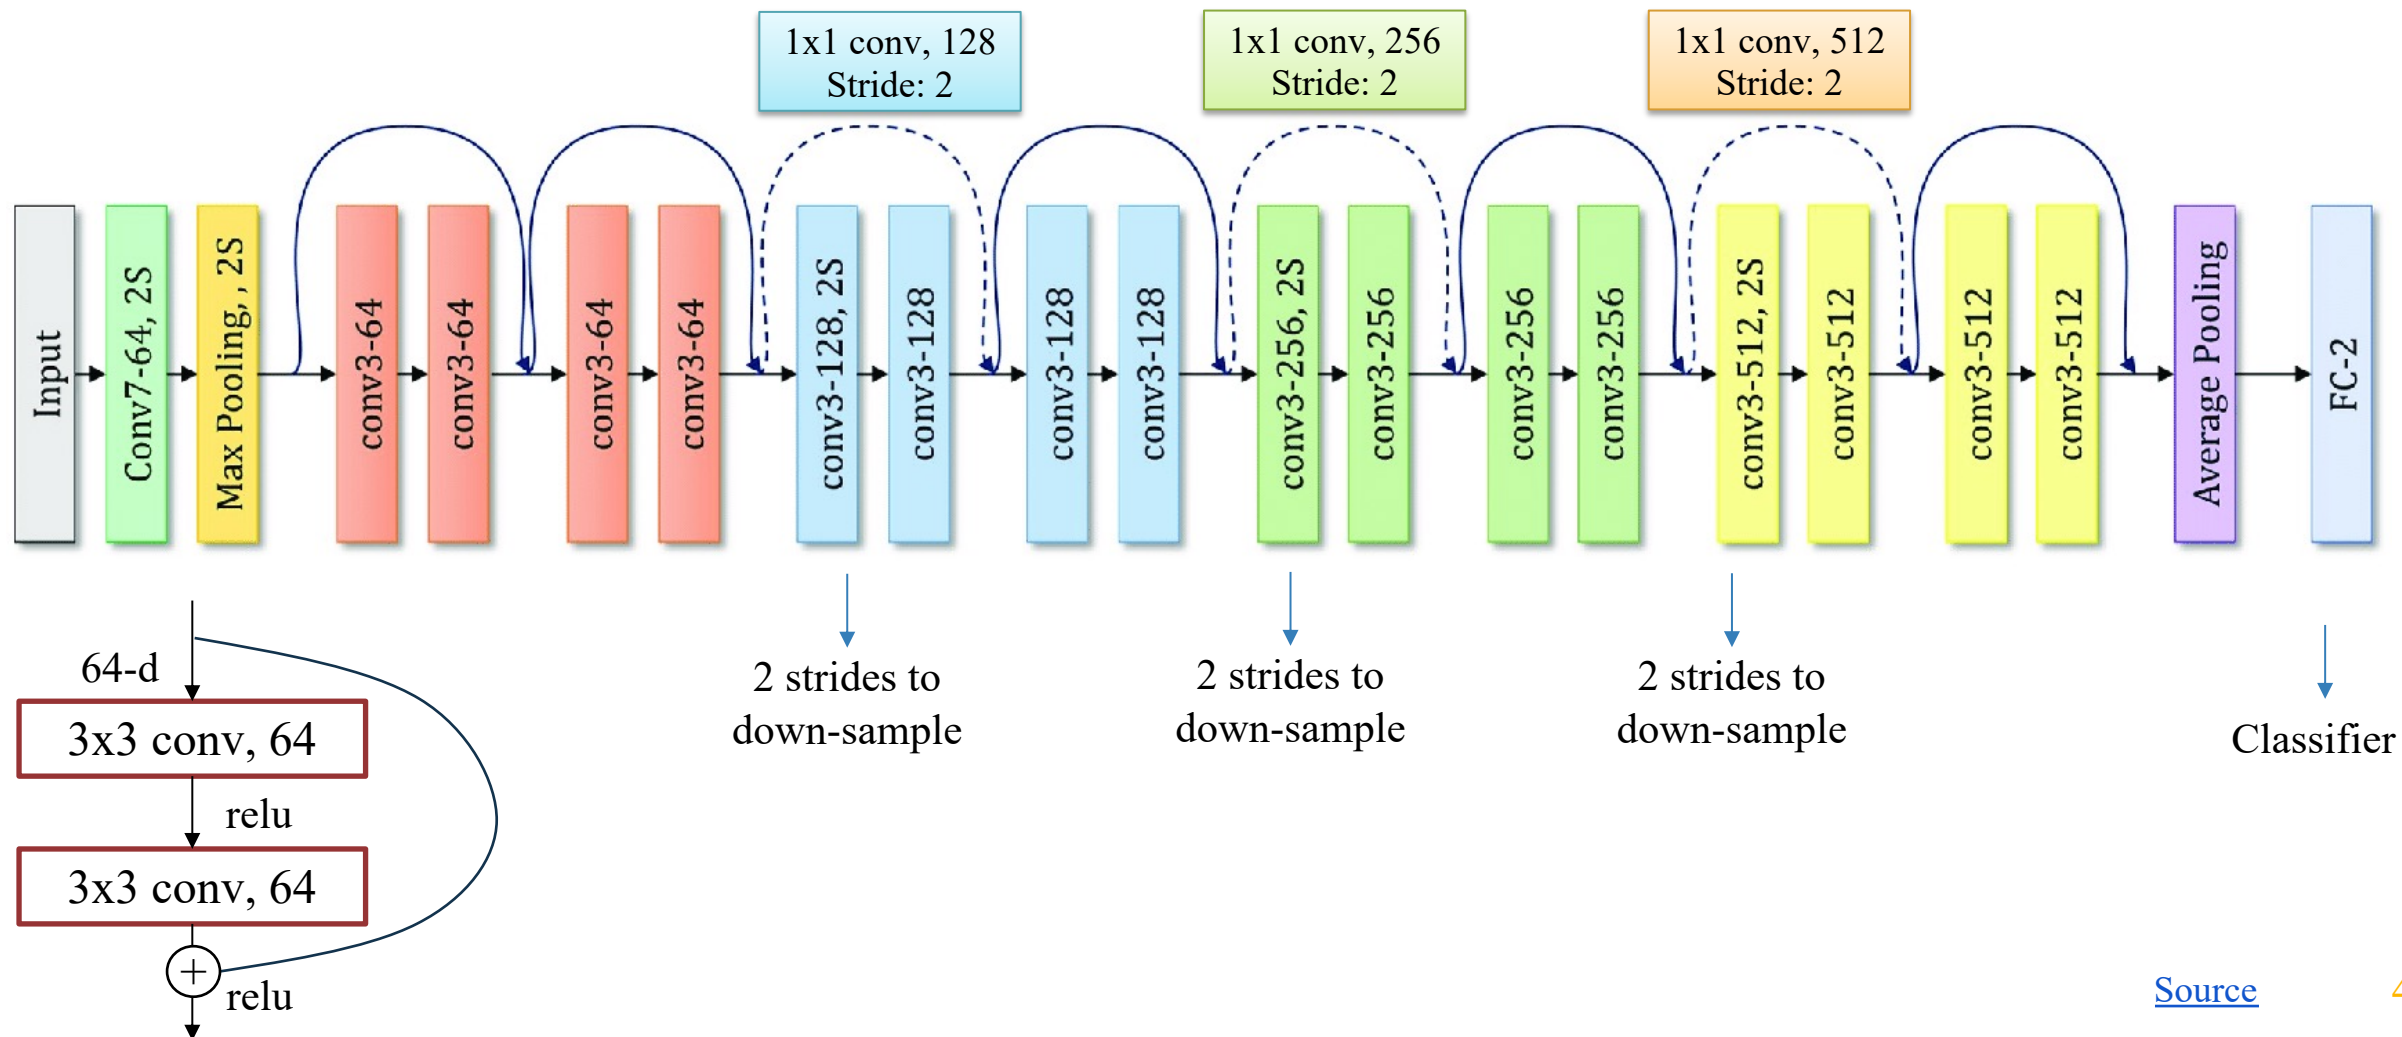 1x1 conv, 128
Stride: 2
1x1 conv, 256
Stride: 2
1x1 conv, 512
Stride: 2
Input
Conv7-64, 2S
Max Pooling, , 2S
conv3-64
conv3-64
conv3-64
conv3-64
conv3-128, 2S
conv3-128
conv3-128
conv3-128
conv3-256, 2S
conv3-256
conv3-256
conv3-256
conv3-512, 2S
conv3-512
conv3-512
conv3-512
Average Pooling
FC-2
2 strides to
down-sample
2 strides to
down-sample
2 strides to
down-sample
Classifier
64-d
3x3 conv, 64
relu
3x3 conv, 64
+
relu
Source